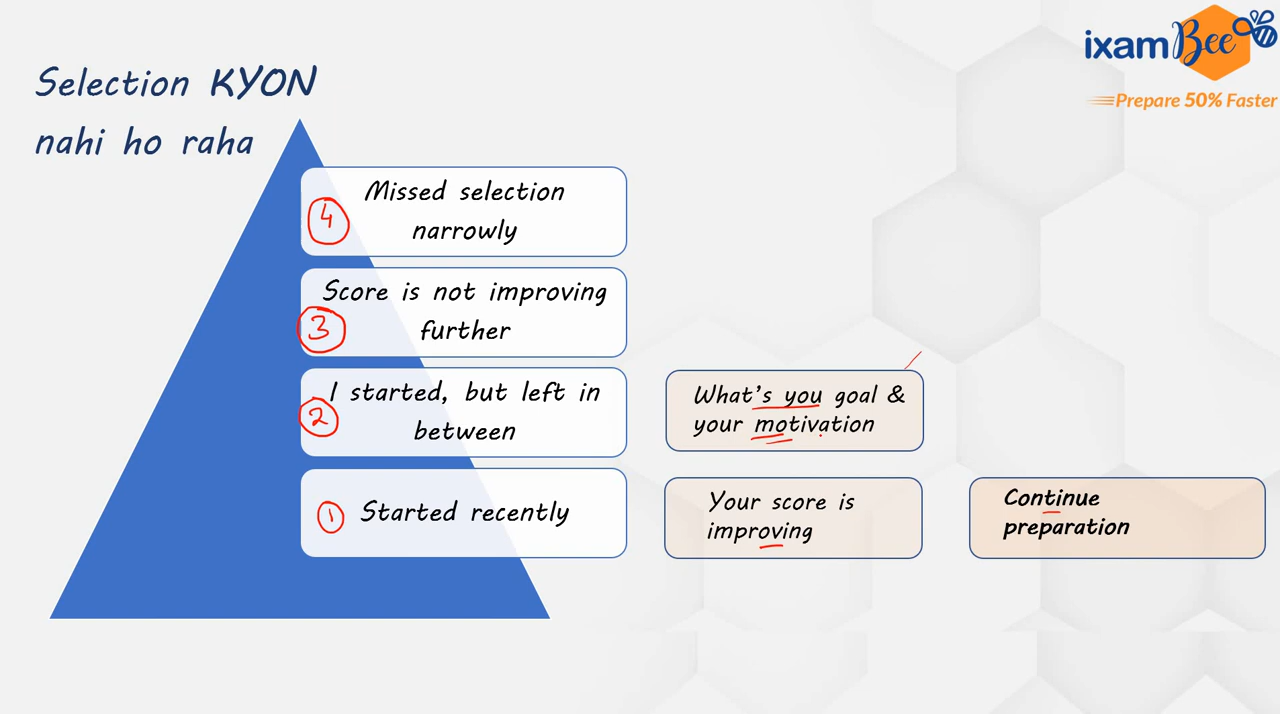 ixamBee
Prepare 50% Faster
Selection KYON
nahi ho raha
Missed selection
narrowly
4
Score is not improving
further
3
I started, but left in
between
2
What's you goal &
your motivation
Started recently
1
Your score is
improving
Continue
preparation